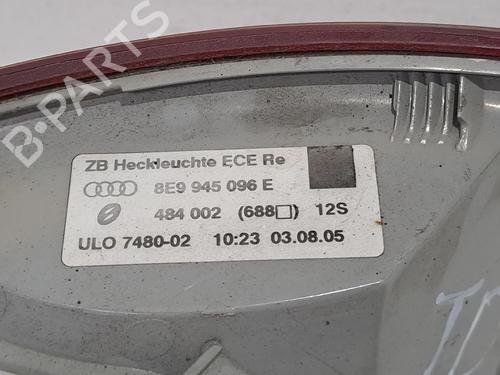 B-PARTS
ZB Heckleuchte ECE Re
8E9 945 096 E
484 002 (688□) 12S
ULO 7480-02 10:23 03.08.05